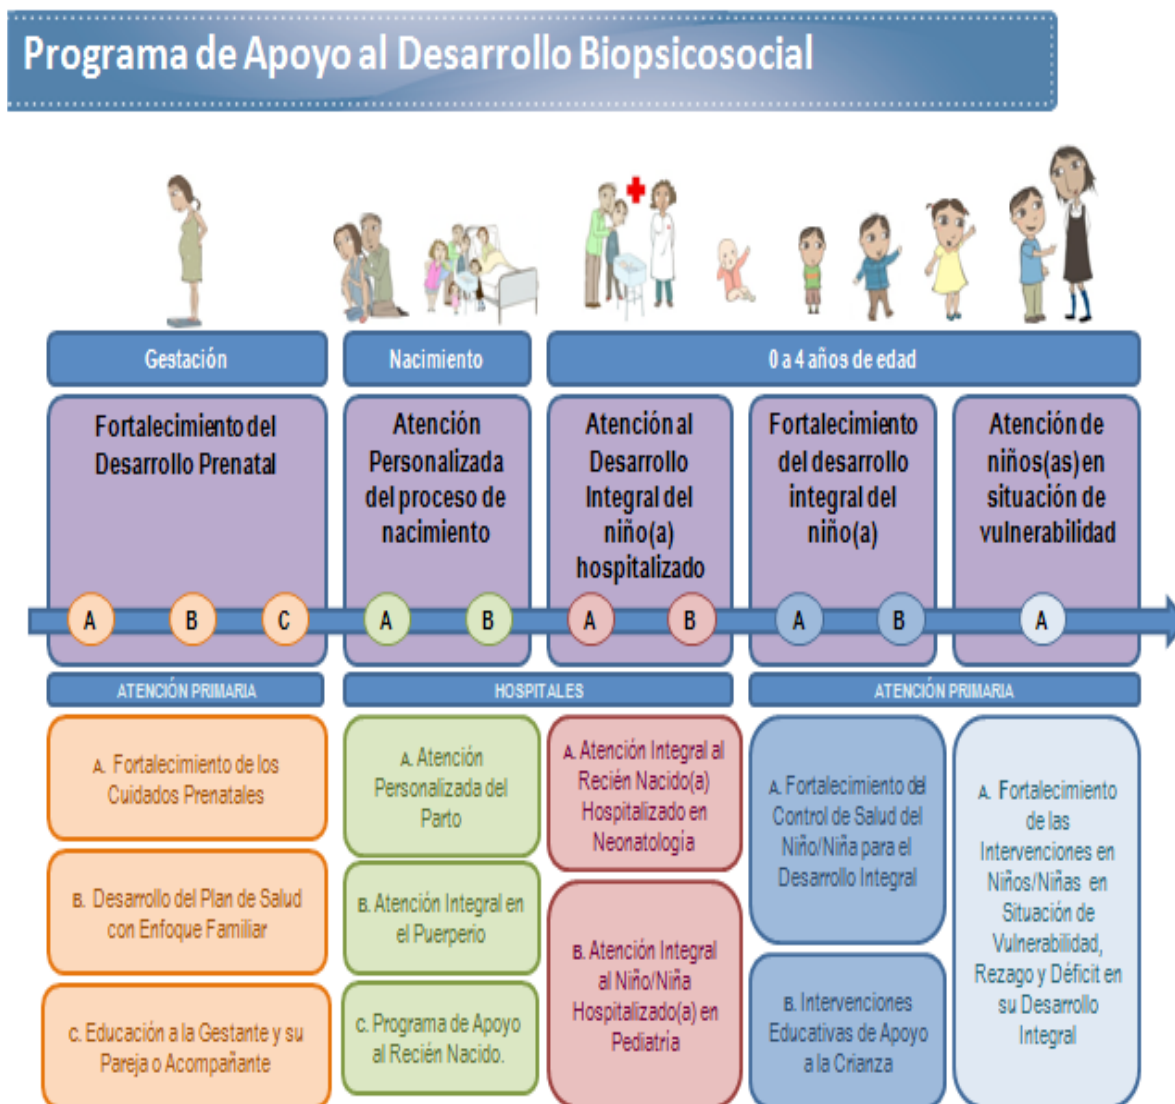 Programa de Apoyo al Desarrollo Biopsicosocial
Gestación
Nacimiento
0 a 4 años de edad
Fortalecimiento del
Desarrollo Prenatal
Atención
Personalizada
del proceso de
nacimiento
Atención al
Desarrollo
Integral del
niño(a)
hospitalizado
Fortalecimiento
del desarrollo
integral del
niño(a)
Atención de
niños(as) en
situación de
vulnerabilidad
A
B
C
A
B
A
B
A
B
A
ATENCIÓN PRIMARIA
HOSPITALES
ATENCIÓN PRIMARIA
A. Fortalecimiento de los
Cuidados Prenatales
B. Desarrollo del Plan de Salud
con Enfoque Familiar
C. Educación a la Gestante y su
Pareja o Acompañante
A. Atención
Personalizada del
Parto
B. Atención Integral en
el Puerperio
C. Programa de Apoyo
al Recién Nacido.
A. Atención Integral al
Recién Nacido(a)
Hospitalizado en
Neonatología
B. Atención Integral
al Niño/Niña
Hospitalizado(a) en
Pediatría
A. Fortalecimiento del
Control de Salud del
Niño/Niña para el
Desarrollo Integral
B. Intervenciones
Educativas de Apoyo
a la Crianza
A. Fortalecimiento
de las
Intervenciones en
Niños/Niñas en
Situación de
Vulnerabilidad,
Rezago y Déficit en
su Desarrollo
Integral